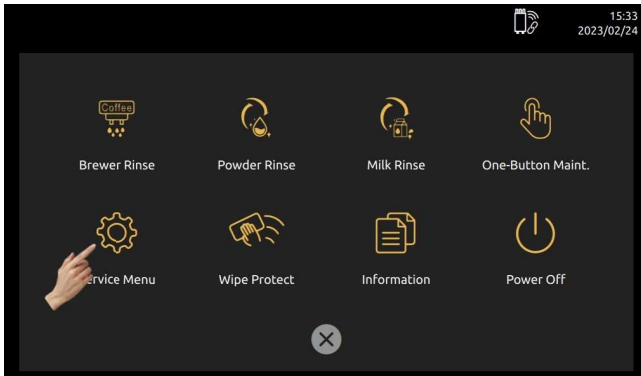 15:33
2023/02/24
Coffee
Brewer Rinse
Powder Rinse
Milk Rinse
One-Button Maint.
ervice Menu
Wipe Protect
Information
Power Off